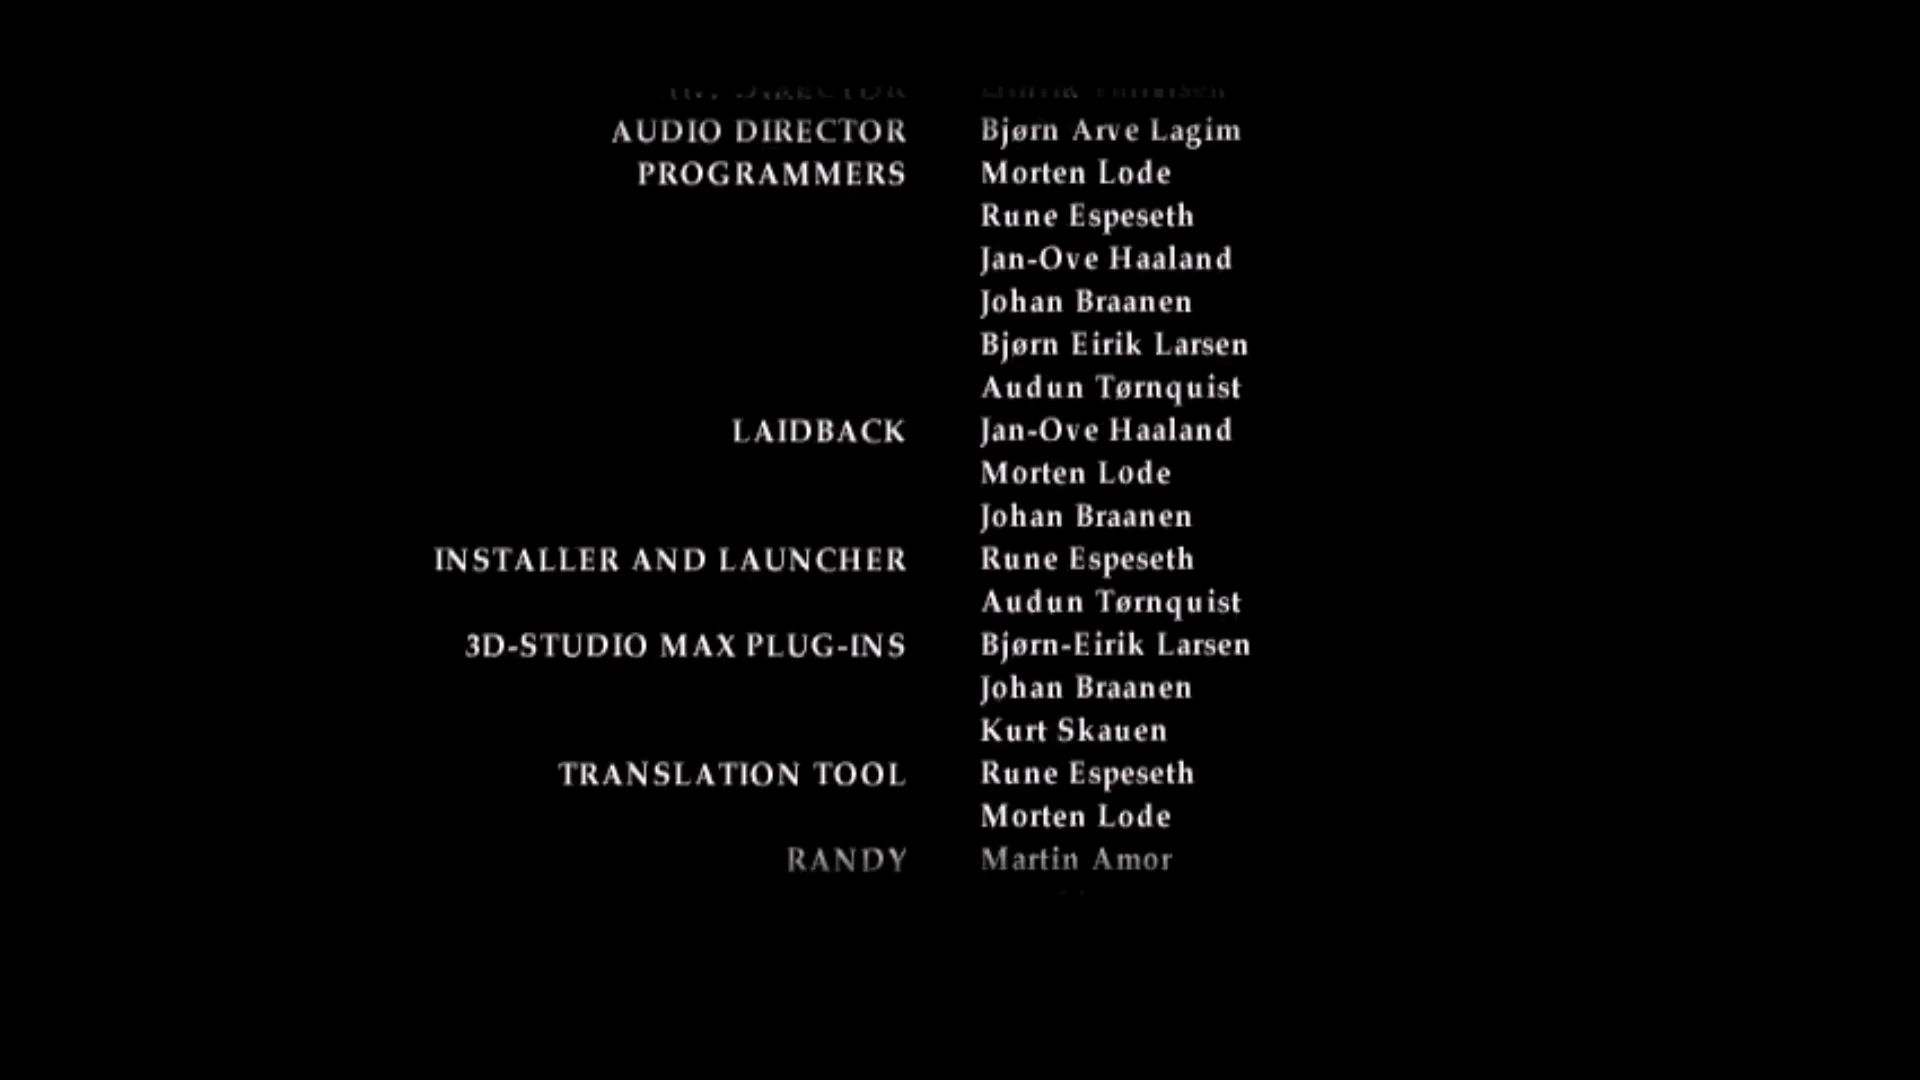 DIRECTOR
AUDIO DIRECTOR Bjørn Arve Lagim
PROGRAMMERS Morten Lode
Rune Espeseth
Jan-Ove Haaland
Johan Braanen
Bjørn Eirik Larsen
Audun Tørnquist
LAIDBACK Jan-Ove Haaland
Morten Lode
Johan Braanen
INSTALLER AND LAUNCHER Rune Espeseth
Audun Tørnquist
3D-STUDIO MAX PLUG-INS Bjørn-Eirik Larsen
Johan Braanen
Kurt Skauen
TRANSLATION TOOL Rune Espeseth
Morten Lode
RANDY Martin Amor